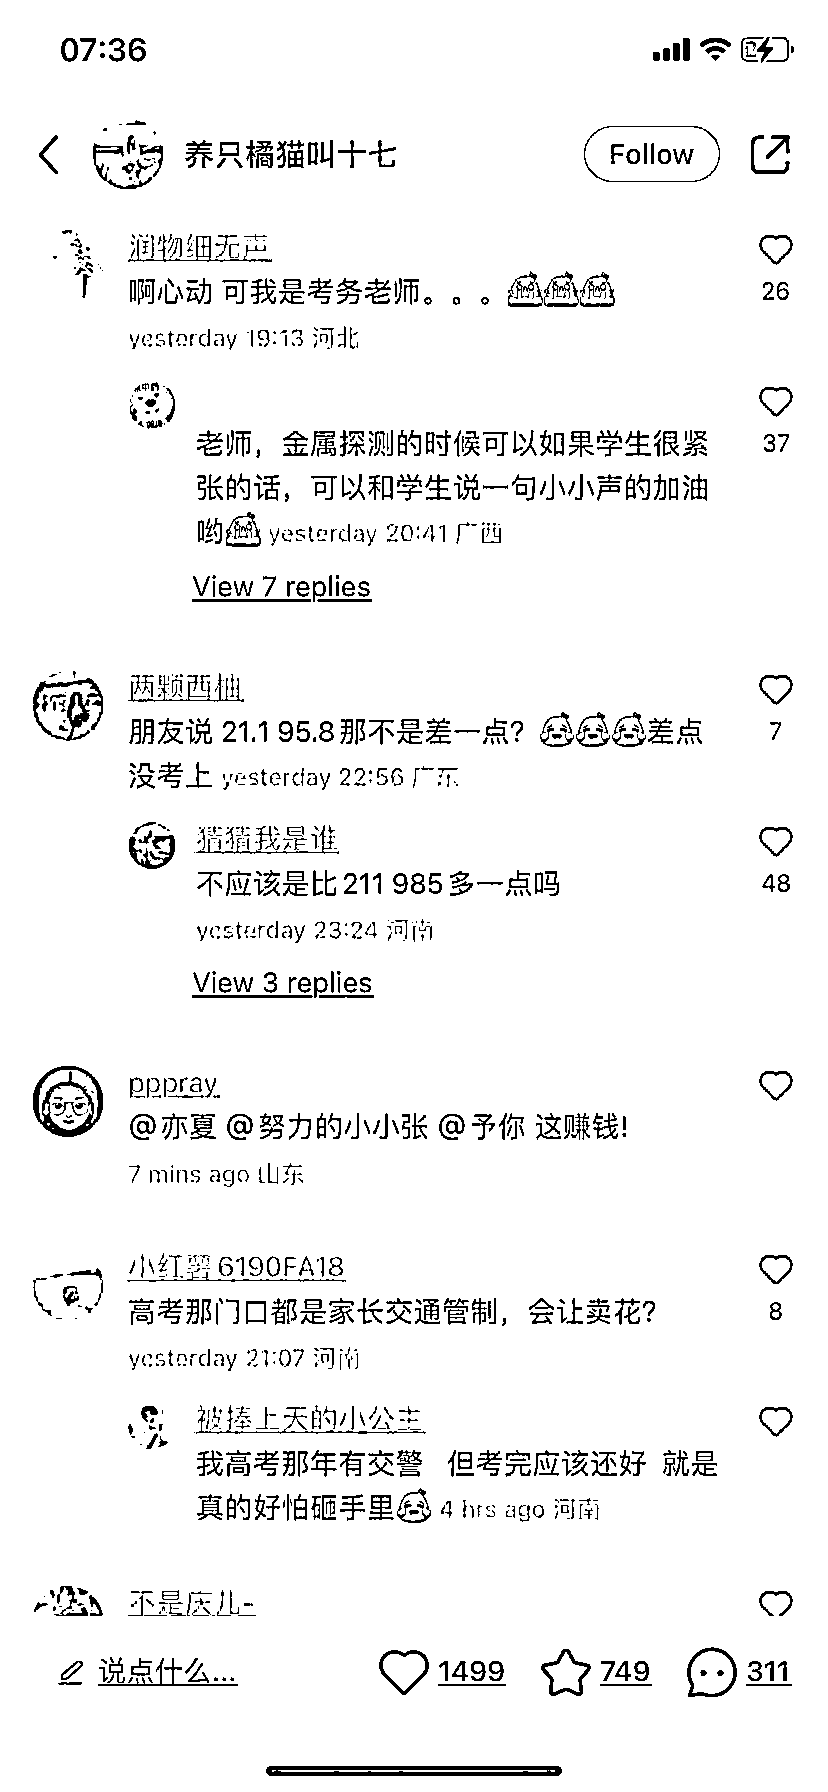 07:36
养只橘猫叫十七
Follow
润物细无声
啊心动 可我是考务老师。。。
26
yesterday 19:13 河北
老师，金属探测的时候可以如果学生很紧
37
张的话，可以和学生说一句小小声的加油
哟 yesterday 20:41 广西
View 7 replies
两颗西柚
朋友说 21.1 95.8那不是差一点？差点
7
没考上 yesterday 22:56 广东
猜猜我是谁
不应该是比211 985多一点吗
48
yesterday 23:24 河南
View 3 replies
pppray
@亦夏 @努力的小小张 @予你 这赚钱!
7 mins ago 山东
小红薯6190FA18
高考那门口都是家长交通管制，会让卖花？
8
yesterday 21:07 河南
被捧上天的小公主
我高考那年有交警 但考完应该还好 就是
真的好怕砸手里 4 hrs ago 河南
不是庆儿-
说点什么...
1499
749
311